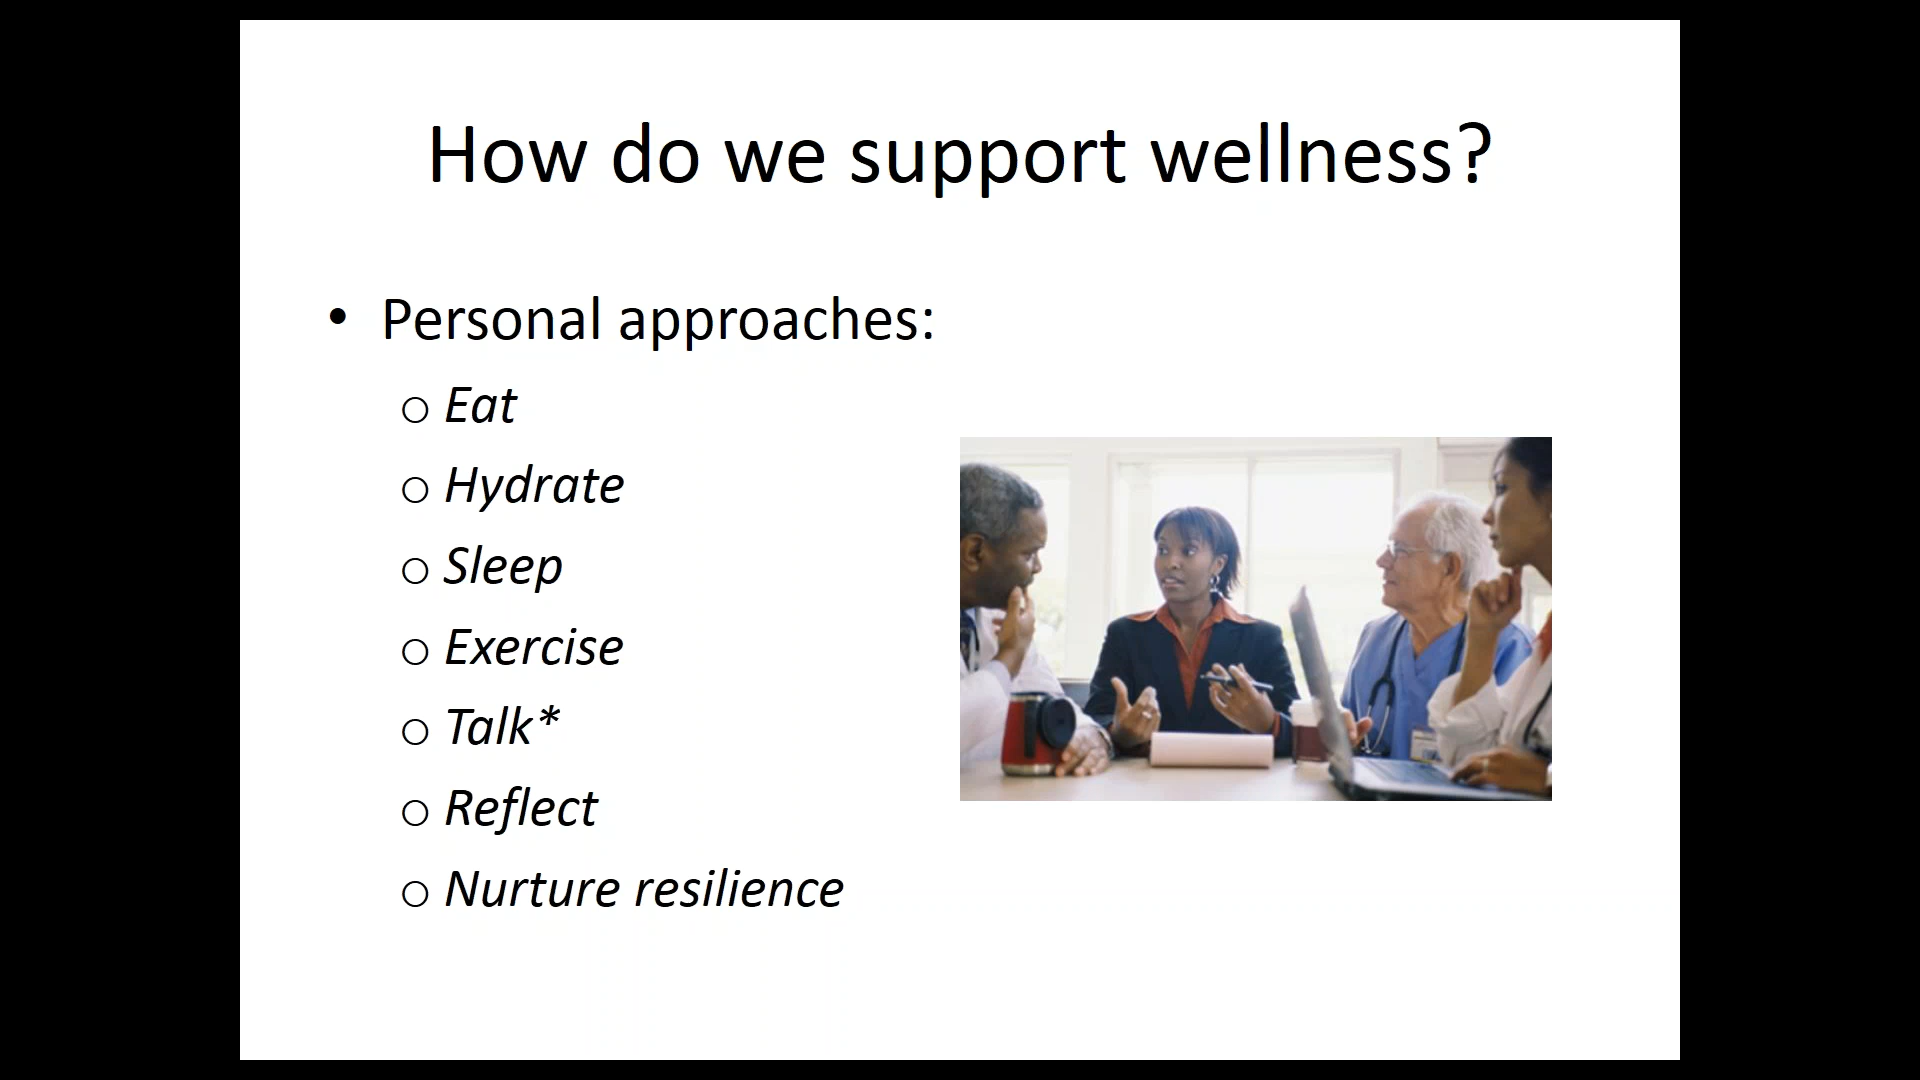 How do we support wellness?
• Personal approaches:
o Eat
o Hydrate
o Sleep
o Exercise
o Talk*
o Reflect
o Nurture resilience